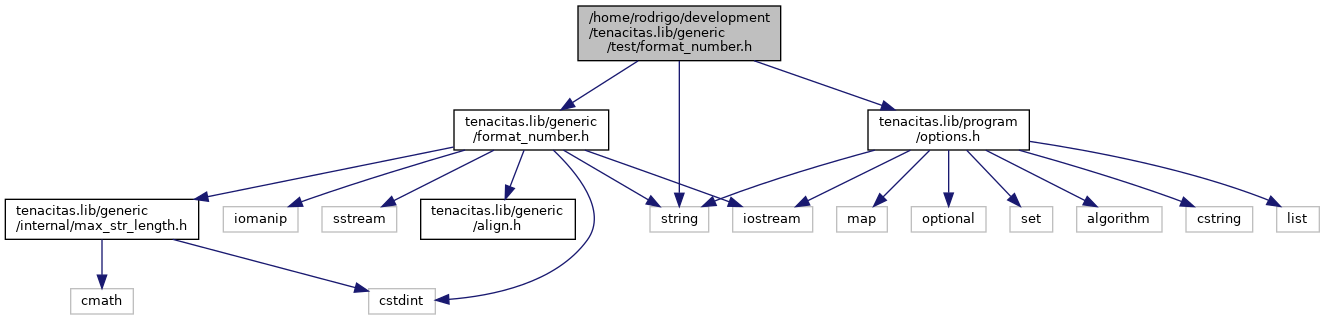 /home/rodrigo/development
/tenacitas.lib/generic
/test/format_number.h
tenacitas.lib/generic
/format_number.h
tenacitas.lib/program
/options.h
tenacitas.lib/generic
/internal/max_str_length.h
iomanip
sstream
tenacitas.lib/generic
/align.h
string
iostream
map
optional
set
algorithm
cstring
list
cmath
cstdint